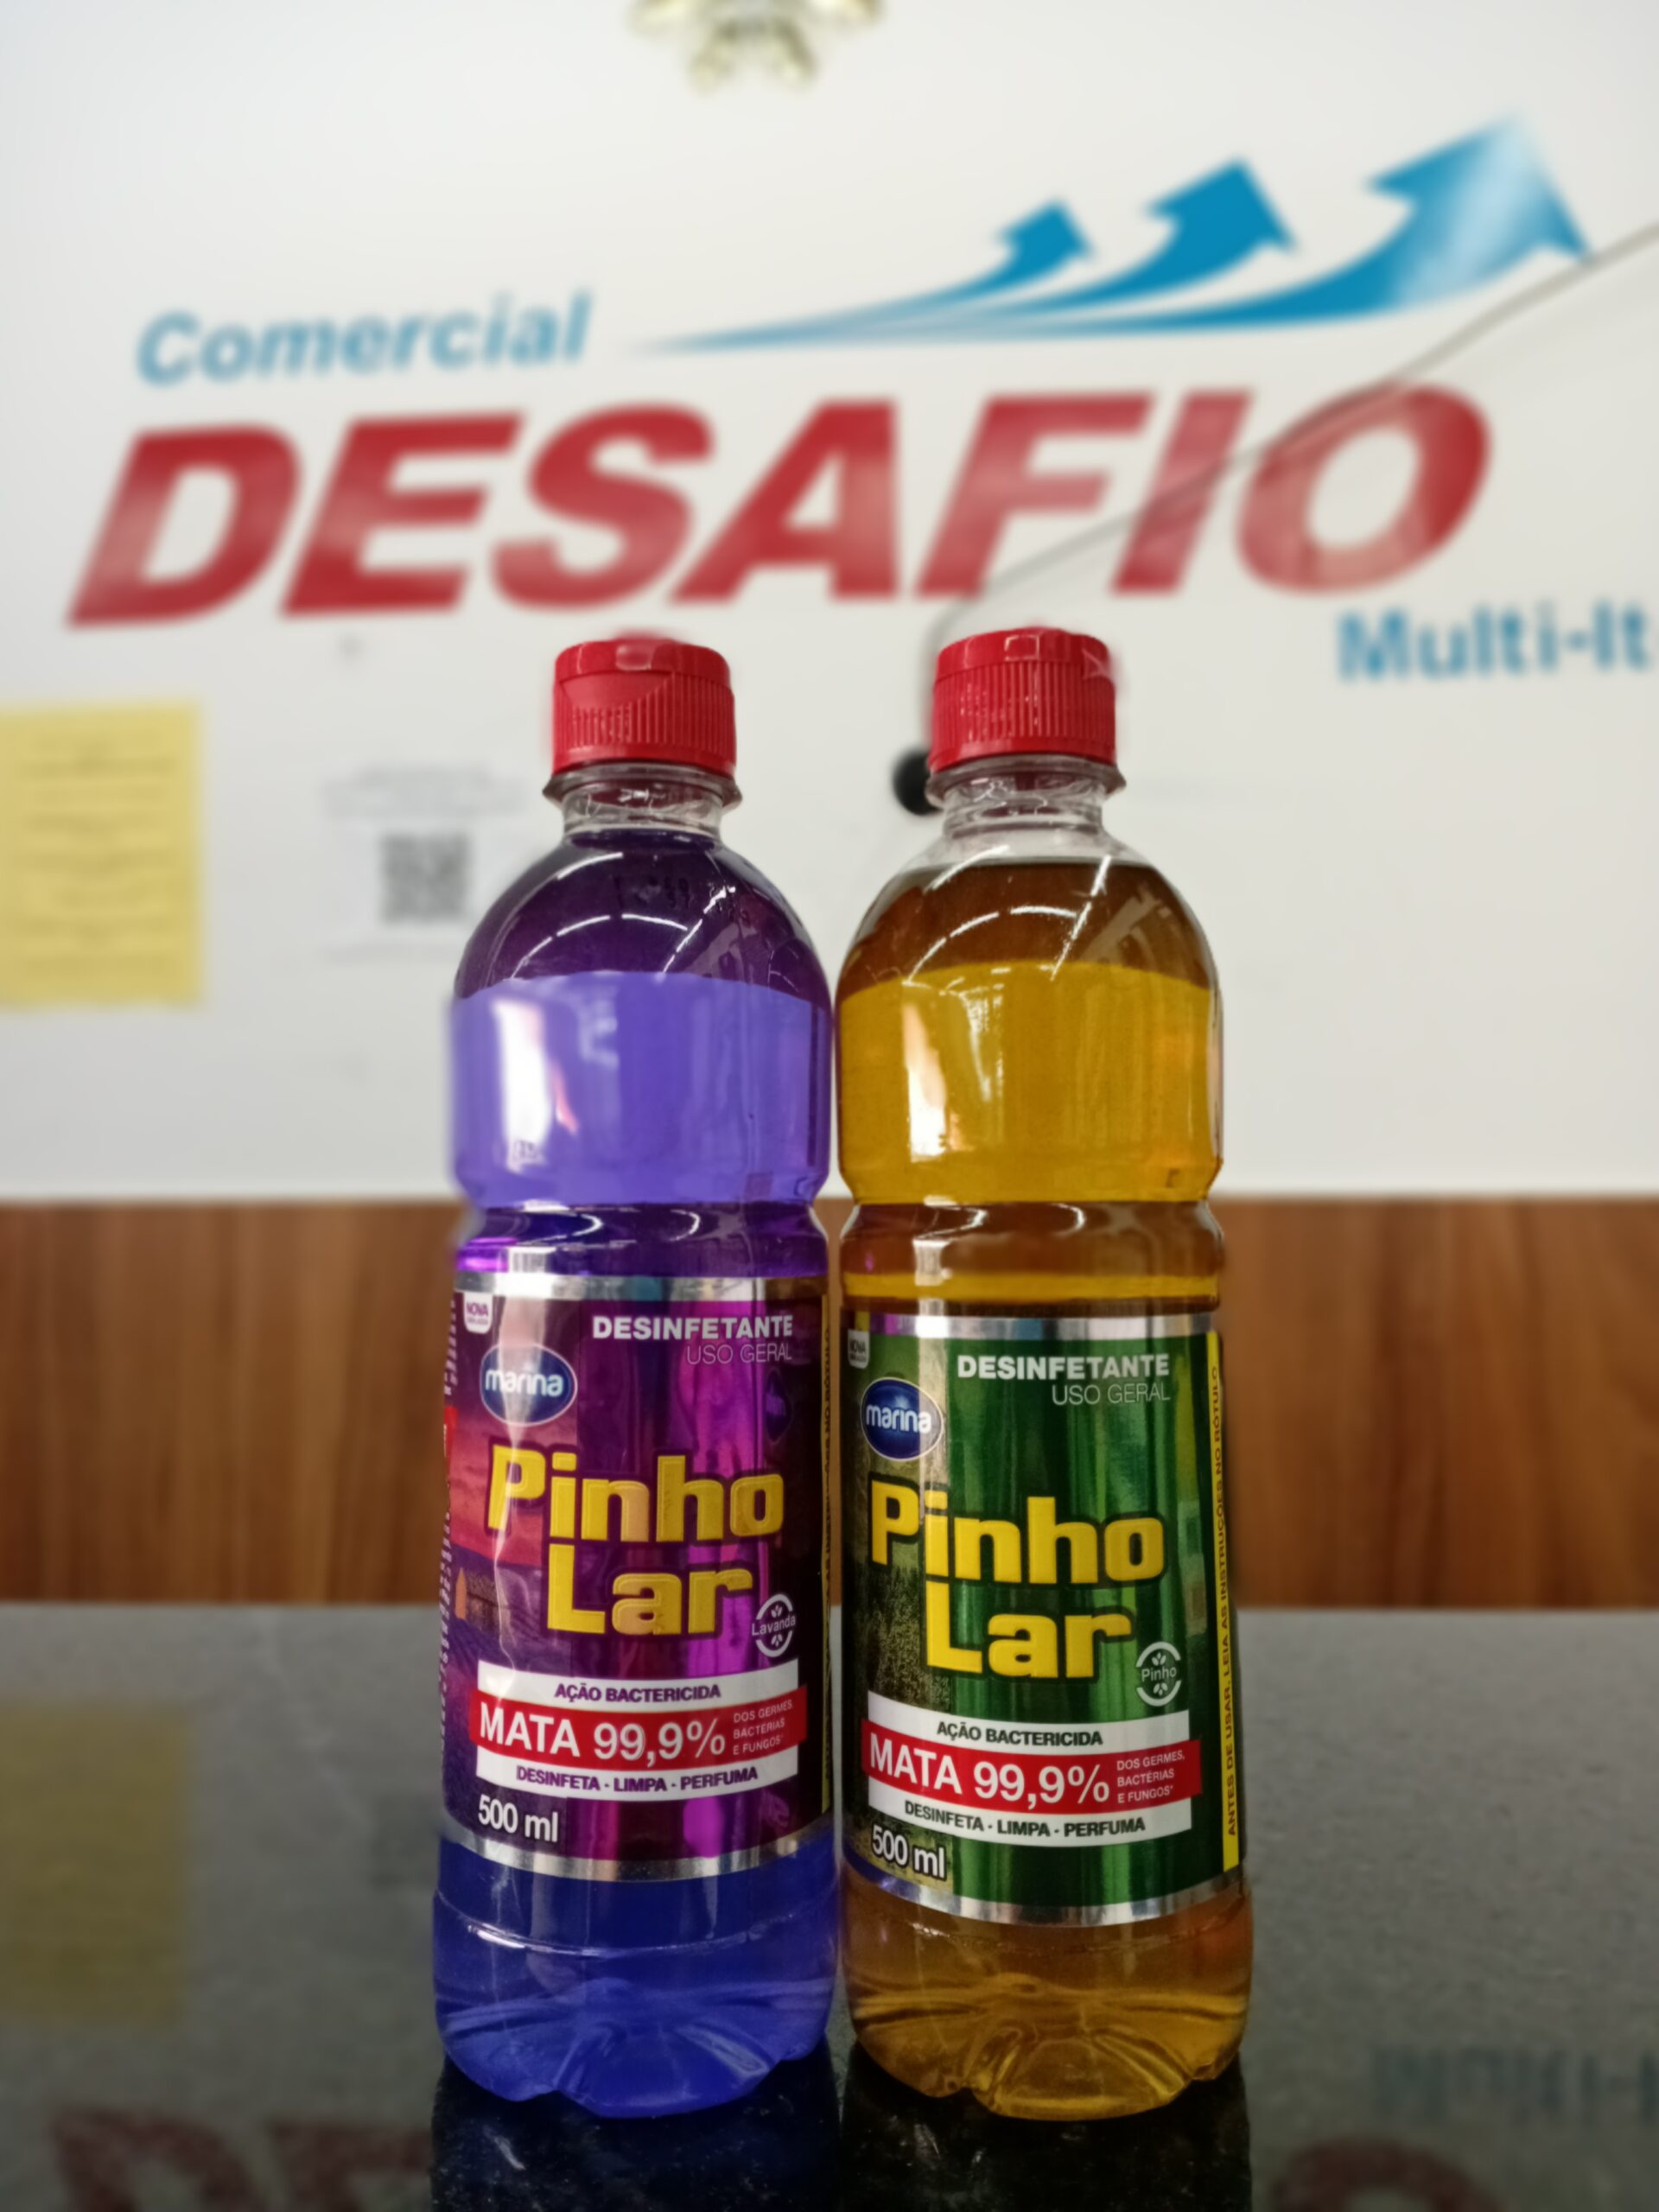 Comercial
DESAFIO
Multi-It
NOVA
DESINFETANTE
USO GERAL
marina
Pinho
Lar
Lavanda
AÇÃO BACTERICIDA
MATA 99,9%
DOS GERMES,
BACTÉRIAS
E FUNGOS*
DESINFETA - LIMPA - PERFUMA
500 ml
NOVA
DESINFETANTE
USO GERAL
marina
Pinho
Lar
Pinho
AÇÃO BACTERICIDA
MATA 99,9%
DOS GERMES,
BACTÉRIAS
E FUNGOS*
DESINFETA - LIMPA - PERFUMA
500 ml
ANTES DE USAR, LEIA AS INSTRUÇÕES NO RÓTULO